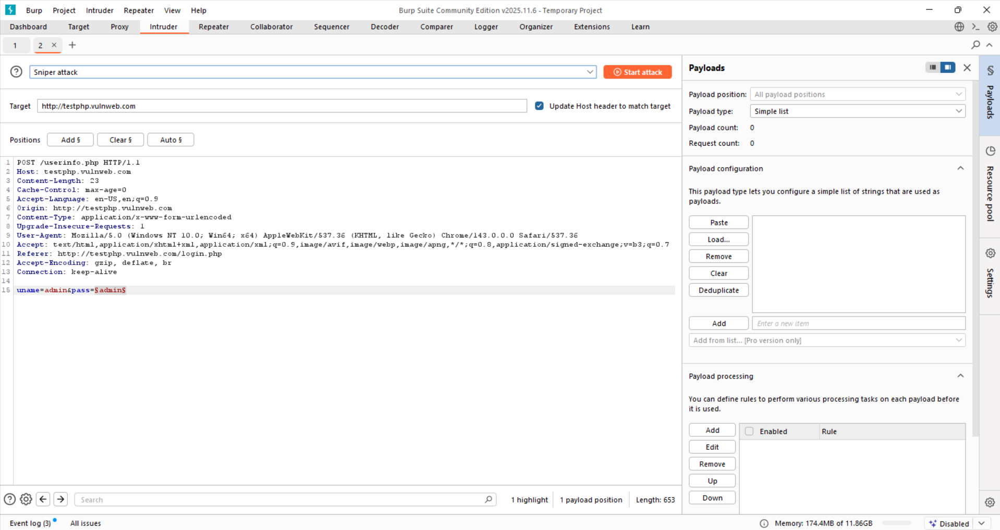 Burp Project Intruder Repeater View Help
Burp Suite Community Edition v2025.11.6 - Temporary Project
Dashboard Target Proxy Intruder Repeater Collaborator Sequencer Decoder Comparer Logger Organizer Extensions Learn
1 2
Sniper attack
Start attack
Target http://testphp.vulnweb.com
Update Host header to match target
Positions Add § Clear § Auto §
1 POST /userinfo.php HTTP/1.1
2 Host: testphp.vulnweb.com
3 Content-Length: 23
4 Cache-Control: max-age=0
5 Accept-Language: en-US,en;q=0.9
6 Origin: http://testphp.vulnweb.com
7 Content-Type: application/x-www-form-urlencoded
8 Upgrade-Insecure-Requests: 1
9 User-Agent: Mozilla/5.0 (Windows NT 10.0; Win64; x64) AppleWebKit/537.36 (KHTML, like Gecko) Chrome/143.0.0.0 Safari/537.36
10 Accept: text/html,application/xhtml+xml,application/xml;q=0.9,image/avif,image/webp,image/apng,*/*;q=0.8,application/signed-exchange;v=b3;q=0.7
11 Referer: http://testphp.vulnweb.com/login.php
12 Accept-Encoding: gzip, deflate, br
13 Connection: keep-alive
14
15 uname=admin&pass=§admin§
Search
1 highlight
1 payload position
Length: 653
Payloads
Payload position: All payload positions
Payload type: Simple list
Payload count: 0
Request count: 0
Payload configuration
This payload type lets you configure a simple list of strings that are used as
payloads.
Paste
Load...
Remove
Clear
Deduplicate
Add Enter a new item
Add from list... [Pro version only]
Payload processing
You can define rules to perform various processing tasks on each payload before
it is used.
Add
Edit
Remove
Up
Down
Enabled Rule
§ Payloads
Resource pool
Settings
Event log (3) All issues
Memory: 174.4MB of 11.86GB
Disabled